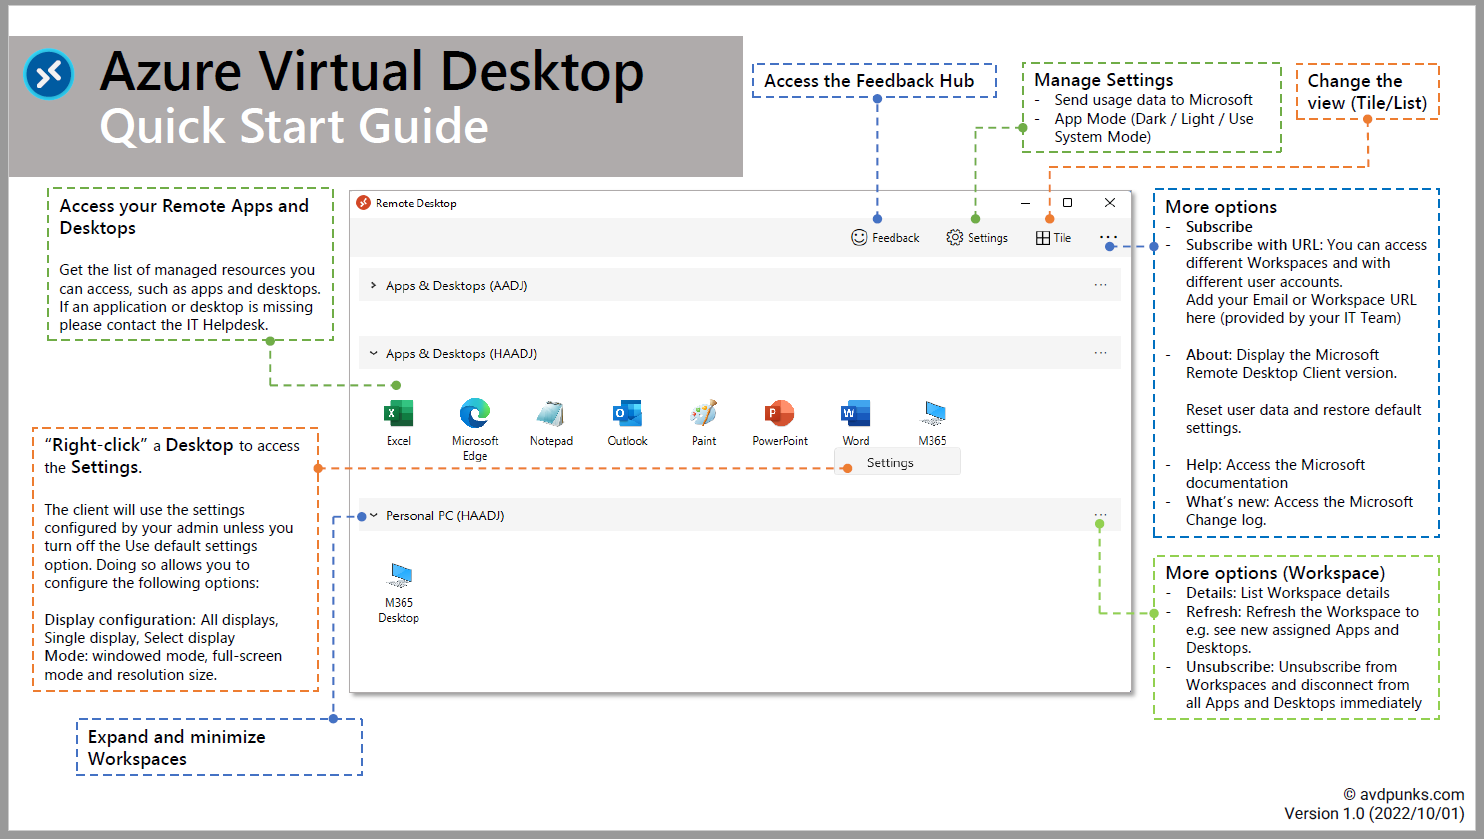 Azure Virtual Desktop
Quick Start Guide
Access the Feedback Hub
Manage Settings
- Send usage data to Microsoft
- App Mode (Dark / Light / Use
System Mode)
Change the
view (Tile/List)
Access your Remote Apps and
Desktops
Get the list of managed resources you
can access, such as apps and desktops.
If an application or desktop is missing
please contact the IT Helpdesk.
"Right-click" a Desktop to access
the Settings.
The client will use the settings
configured by your admin unless you
turn off the Use default settings
option. Doing so allows you to
configure the following options:
Display configuration: All displays,
Single display, Select display
Mode: windowed mode, full-screen
mode and resolution size.
Expand and minimize
Workspaces
Remote Desktop
Feedback Settings Tile ...
Apps & Desktops (AADJ) ...
Apps & Desktops (HAADJ) ...
Excel Microsoft Notepad Outlook Paint PowerPoint Word M365
Edge
Settings
Personal PC (HAADJ) ...
M365
Desktop
More options
- Subscribe
- Subscribe with URL: You can access
different Workspaces and with
different user accounts.
Add your Email or Workspace URL
here (provided by your IT Team)
- About: Display the Microsoft
Remote Desktop Client version.
Reset user data and restore default
settings.
- Help: Access the Microsoft
documentation
- What's new: Access the Microsoft
Change log.
More options (Workspace)
- Details: List Workspace details
- Refresh: Refresh the Workspace to
e.g. see new assigned Apps and
Desktops.
- Unsubscribe: Unsubscribe from
Workspaces and disconnect from
all Apps and Desktops immediately
© avdpunks.com
Version 1.0 (2022/10/01)